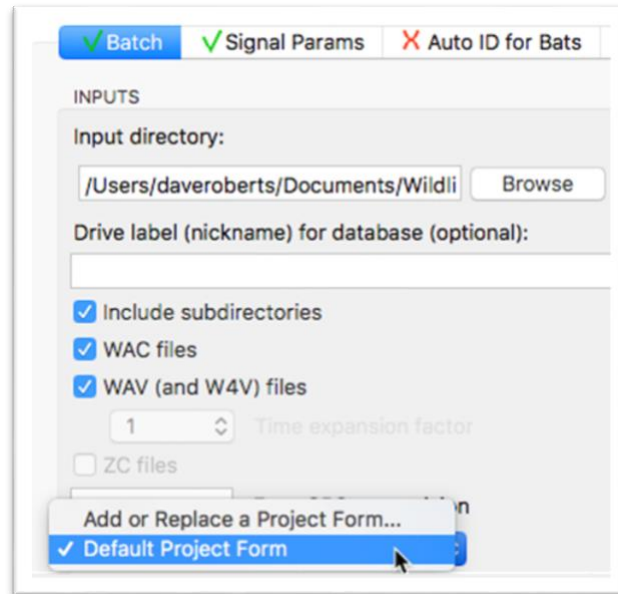 Batch Signal Params Auto ID for Bats
INPUTS
Input directory:
/Users/daveroberts/Documents/Wildli Browse
Drive label (nickname) for database (optional):
Include subdirectories
WAC files
WAV (and W4V) files
1 Time expansion factor
ZC files
Add or Replace a Project Form...
Default Project Form